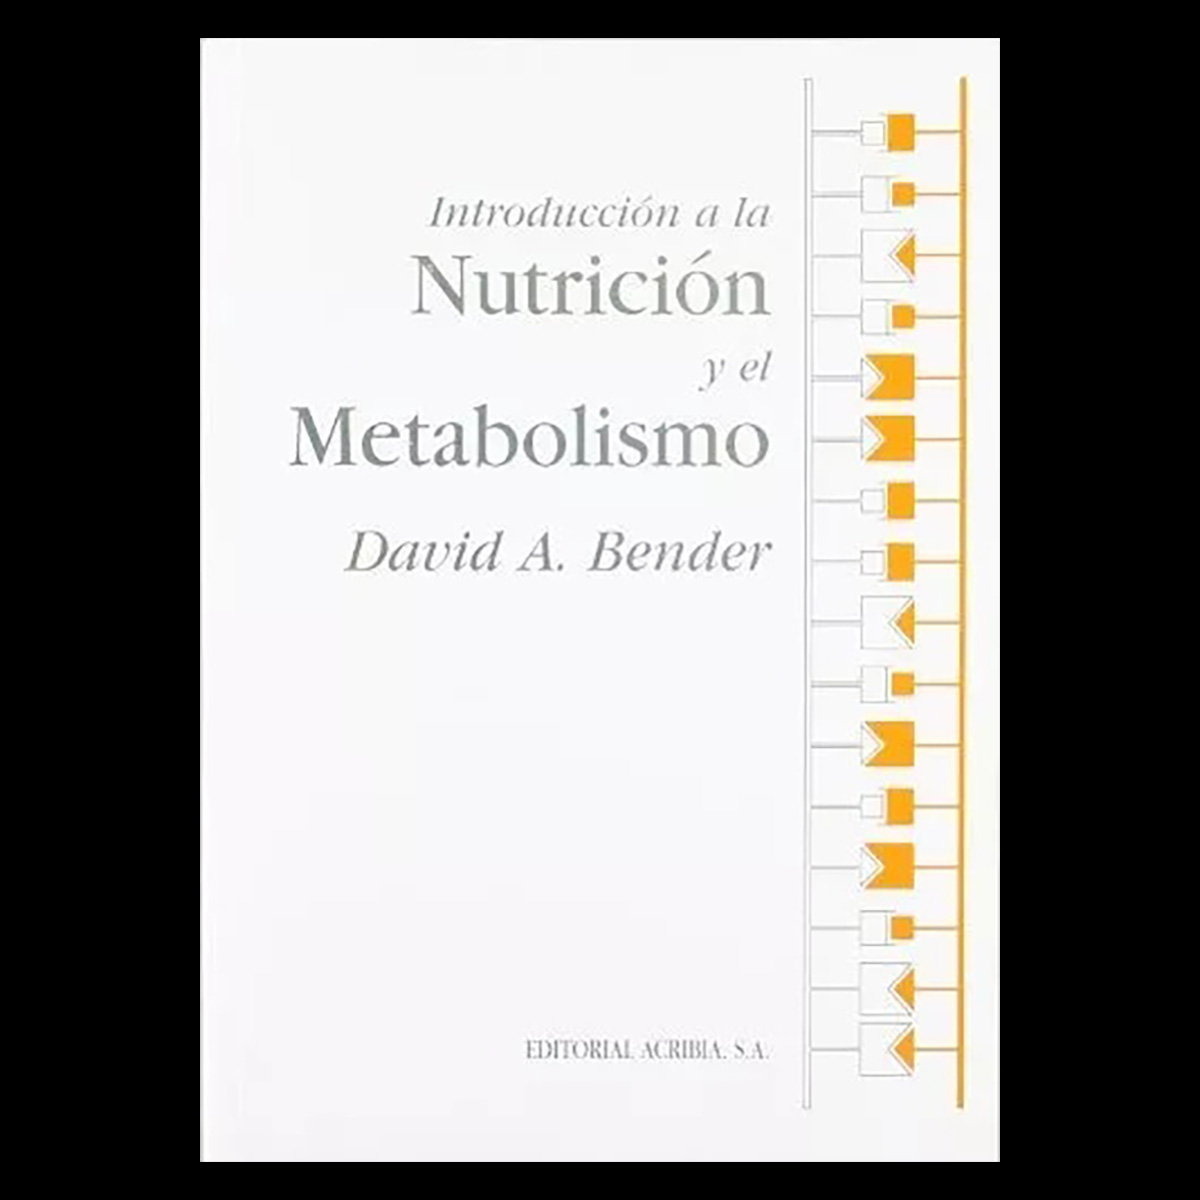 Introducción a la
Nutrición
y el
Metabolismo
David A. Bender
EDITORIAL ACRIBIA, S.A.